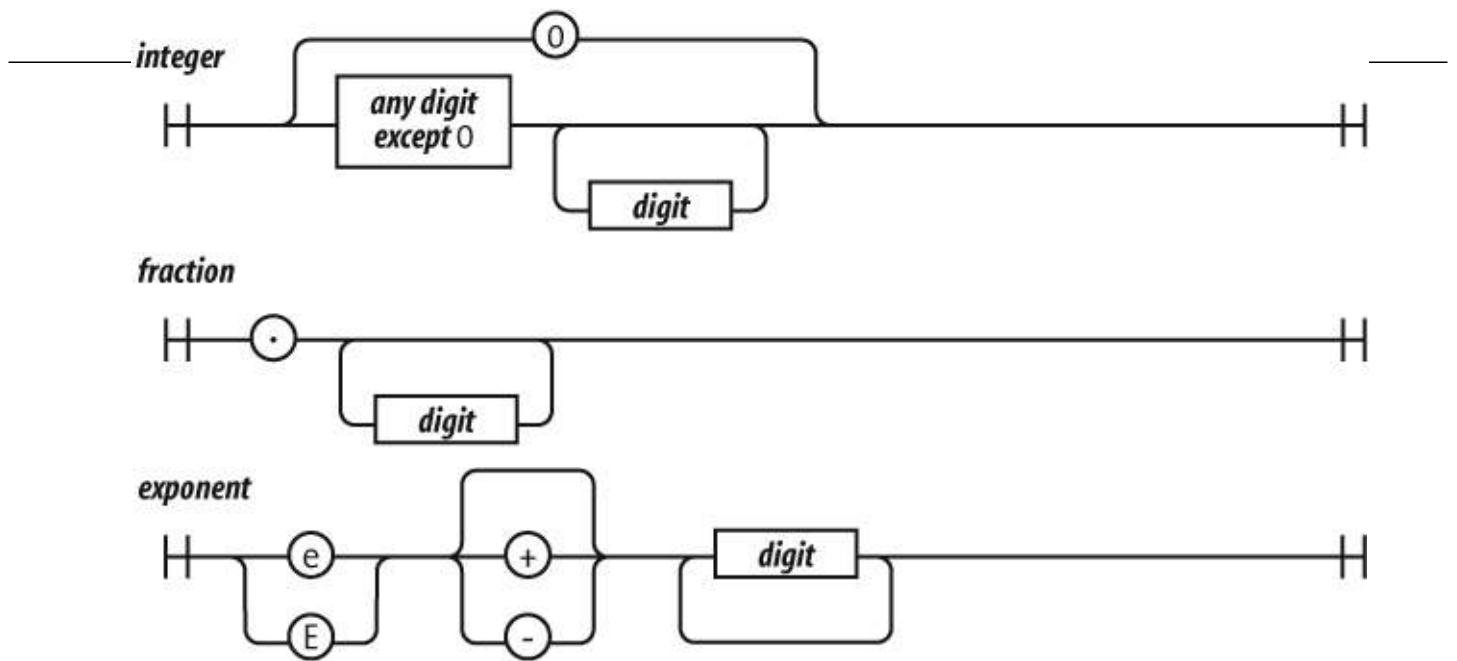 integer
0
any digit
except 0
digit
fraction
.
digit
exponent
e
+
digit
E
-